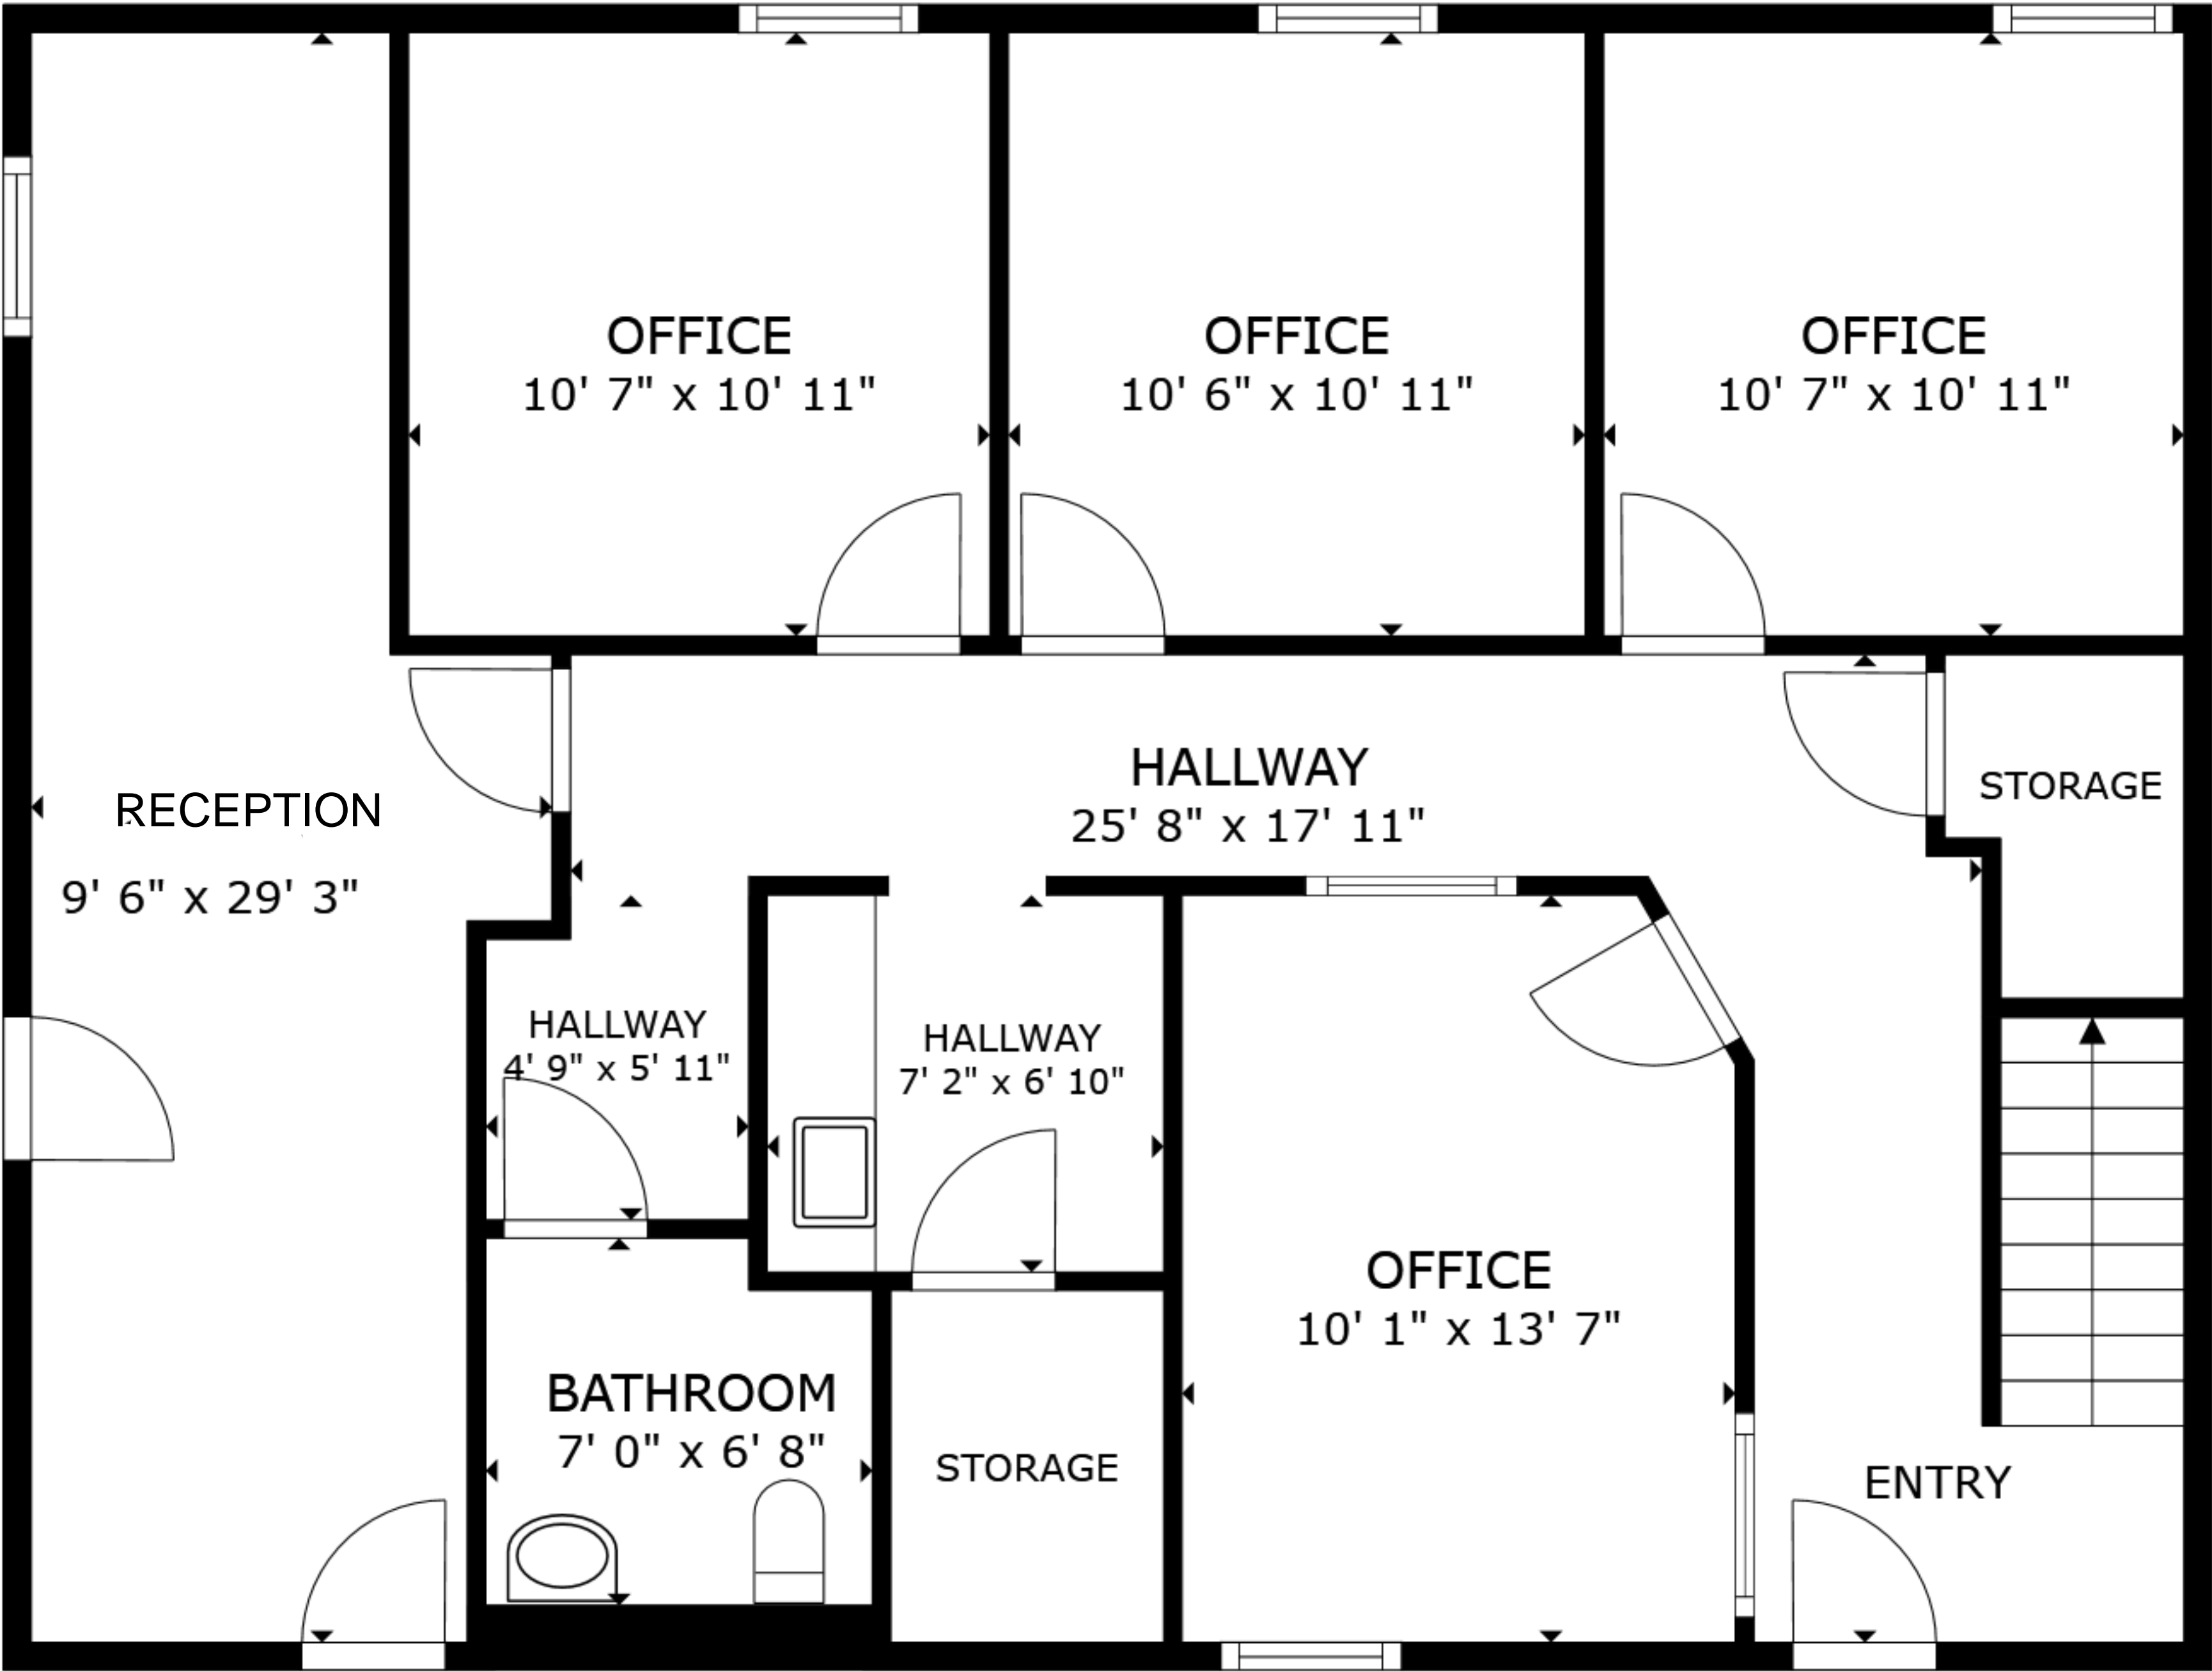 OFFICE
10' 7" x 10' 11"
OFFICE
10' 6" x 10' 11"
OFFICE
10' 7" x 10' 11"
RECEPTION
9' 6" x 29' 3"
HALLWAY
25' 8" x 17' 11"
STORAGE
HALLWAY
4' 9" x 5' 11"
HALLWAY
7' 2" x 6' 10"
OFFICE
10' 1" x 13' 7"
BATHROOM
7' 0" x 6' 8"
STORAGE
ENTRY